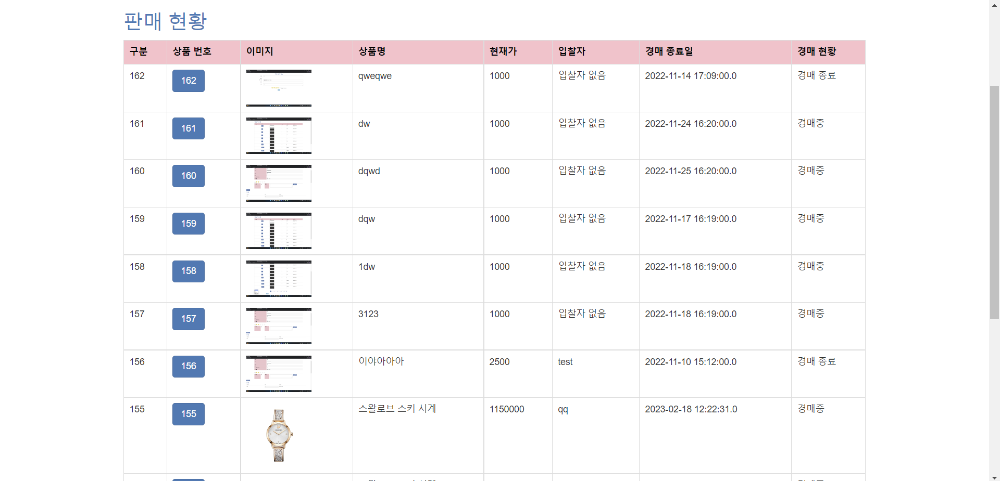 판매 현황
구분 상품 번호 이미지 상품명 현재가 입찰자 경매 종료일 경매 현황
162 162 qweqwe 1000 입찰자 없음 2022-11-14 17:09:00.0 경매 종료
161 161 dw 1000 입찰자 없음 2022-11-24 16:20:00.0 경매중
160 160 dqwd 1000 입찰자 없음 2022-11-25 16:20:00.0 경매중
159 159 dqw 1000 입찰자 없음 2022-11-17 16:19:00.0 경매중
158 158 1dw 1000 입찰자 없음 2022-11-18 16:19:00.0 경매중
157 157 3123 1000 입찰자 없음 2022-11-18 16:19:00.0 경매중
156 156 이야아아아 2500 test 2022-11-10 15:12:00.0 경매 종료
155 155 스왈로브 스키 시계 1150000 qq 2023-02-18 12:22:31.0 경매중